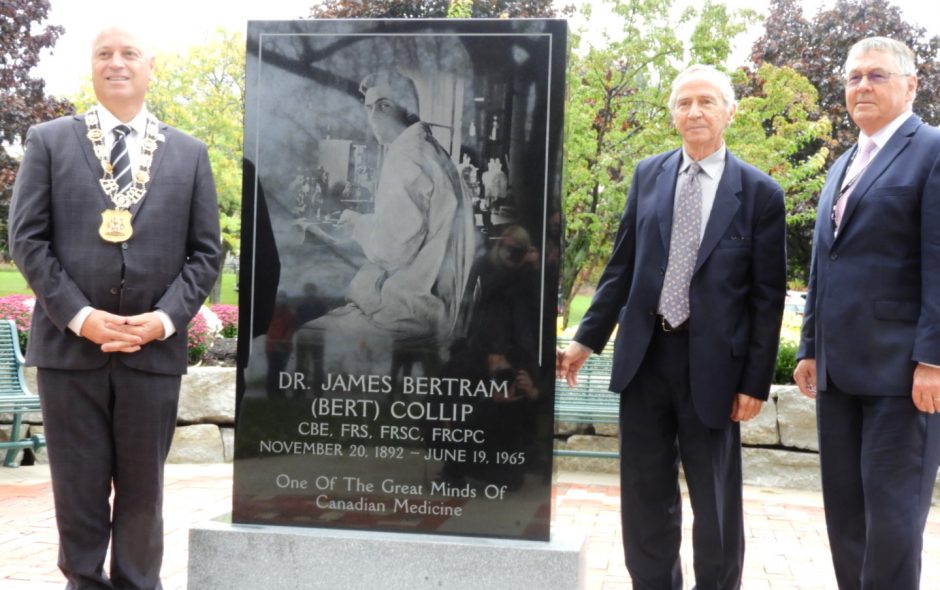 DR. JAMES BERTRAM
(BERT) COLLIP
CBE, FRS, FRSC, FRCPC
NOVEMBER 20, 1892 – JUNE 19, 1965
One Of The Great Minds Of
Canadian Medicine